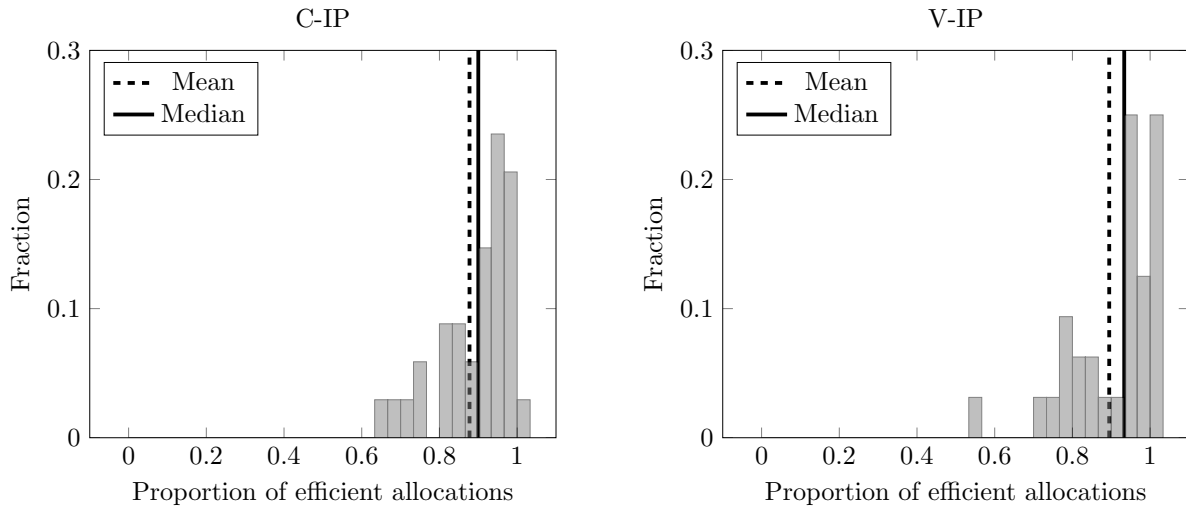 C-IP
0.3
0.2
0.1
0
Fraction
Mean
Median
0 0.2 0.4 0.6 0.8 1
Proportion of efficient allocations
V-IP
0.3
0.2
0.1
0
Fraction
Mean
Median
0 0.2 0.4 0.6 0.8 1
Proportion of efficient allocations